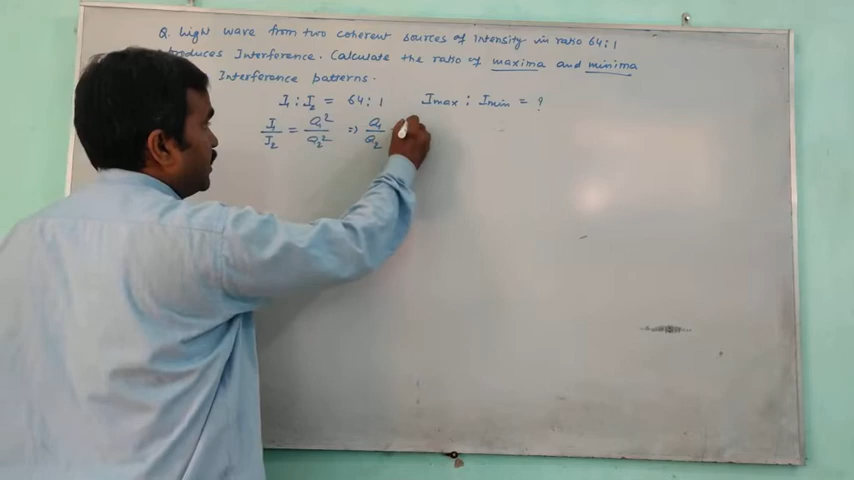 Q. Light wave from two coherent sources of Intensity in ratio 64:1
roduces Interference. Calculate the ratio of maxima and minima
Interference patterns.
I₁ : I₂ = 64:1 Imax : Imin = ?
I₁/I₂ = a₁²/a₂² ⇒ a₁/a₂